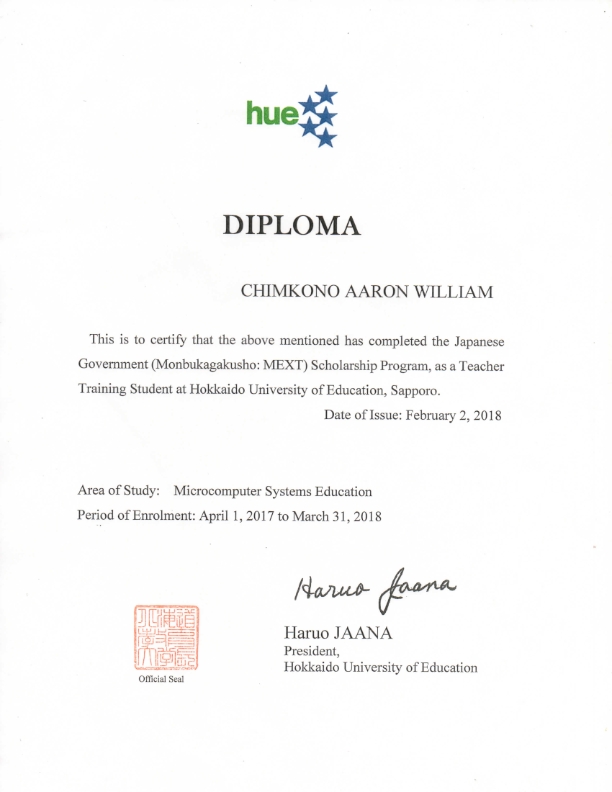 hue
DIPLOMA
CHIMKONO AARON WILLIAM
This is to certify that the above mentioned has completed the Japanese
Government (Monbukagakusho: MEXT) Scholarship Program, as a Teacher
Training Student at Hokkaido University of Education, Sapporo.
Date of Issue: February 2, 2018
Area of Study: Microcomputer Systems Education
Period of Enrolment: April 1, 2017 to March 31, 2018
Haruo Jaana
Haruo JAANA
President,
Hokkaido University of Education
Official Seal